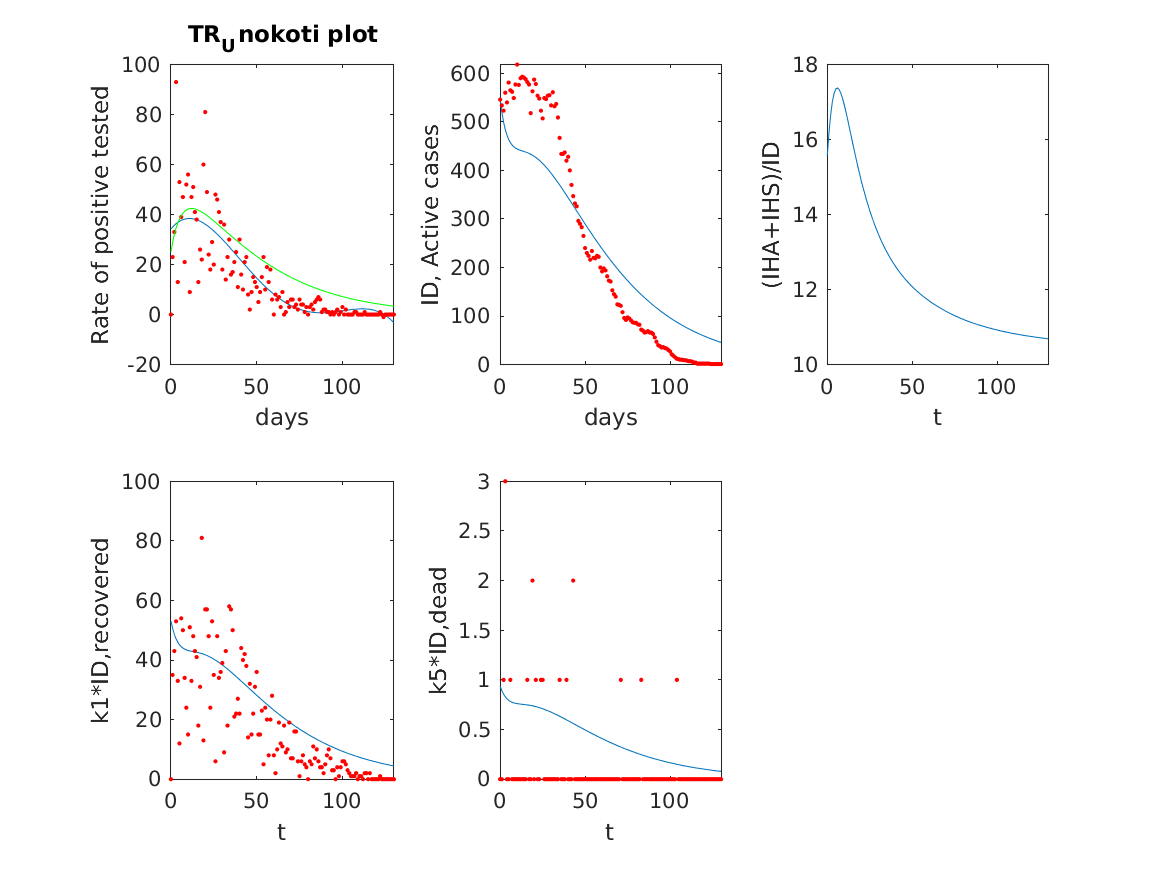 TR_U nokoti plot
100
80
60
40
20
0
-20
0 50 100
days
Rate of positive tested
600
500
400
300
200
100
0
0 50 100
days
ID, Active cases
18
16
14
12
10
0 50 100
t
(IHA+IHS)/ID
100
80
60
40
20
0
0 50 100
t
k1*ID,recovered
3
2.5
2
1.5
1
0.5
0
0 50 100
t
k5*ID,dead